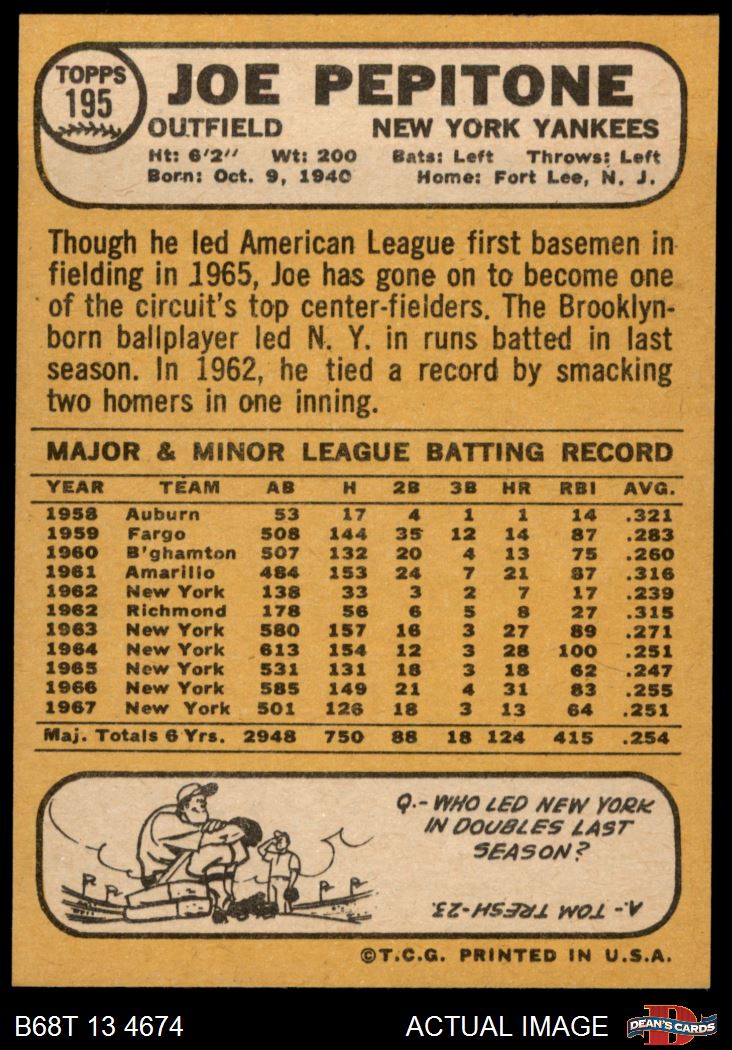 TOPPS
195
JOE PEPITONE
OUTFIELD NEW YORK YANKEES
Ht: 6'2" Wt: 200 Bats: Left Throws: Left
Born: Oct. 9, 1940 Home: Fort Lee, N. J.
Though he led American League first basemen in
fielding in 1965, Joe has gone on to become one
of the circuit's top center-fielders. The Brooklyn-
born ballplayer led N. Y. in runs batted in last
season. In 1962, he tied a record by smacking
two homers in one inning.
MAJOR & MINOR LEAGUE BATTING RECORD
YEAR TEAM AB H 2B 3B HR RBI AVG.
1958 Auburn 53 17 4 1 1 14 .321
1959 Fargo 508 144 35 12 14 87 .283
1960 B'ghamton 507 132 20 4 13 75 .260
1961 Amarillo 484 153 24 7 21 87 .316
1962 New York 138 33 3 2 7 17 .239
1962 Richmond 178 56 6 5 8 27 .315
1963 New York 580 157 16 3 27 89 .271
1964 New York 613 154 12 3 28 100 .251
1965 New York 531 131 18 3 18 62 .247
1966 New York 585 149 21 4 31 83 .255
1967 New York 501 126 18 3 13 64 .251
Maj. Totals 6 Yrs. 2948 750 88 18 124 415 .254
Q.- WHO LED NEW YORK
IN DOUBLES LAST
SEASON?
A.- TOM TRESH-23.
©T.C.G. PRINTED IN U.S.A.
B68T 13 4674 ACTUAL IMAGE
DEAN'S CARDS